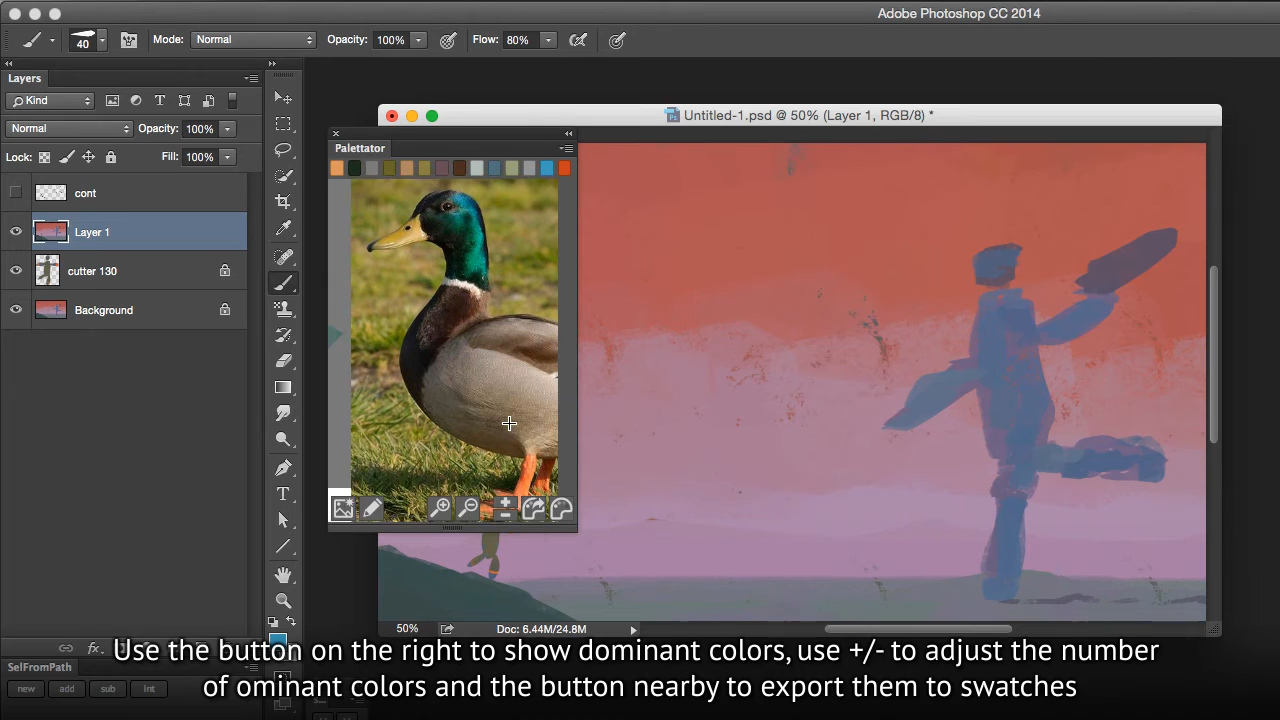 Adobe Photoshop CC 2014
40 Mode: Normal Opacity: 100% Flow: 80%
Layers
Kind
Normal Opacity: 100%
Lock: Fill: 100%
cont
Layer 1
cutter 130
Background
Untitled-1.psd @ 50% (Layer 1, RGB/8) *
Palettator
50% Doc: 6.44M/24.8M
fx
SelFromPath
new add sub Int
Use the button on the right to show dominant colors, use +/- to adjust the number
of ominant colors and the button nearby to export them to swatches